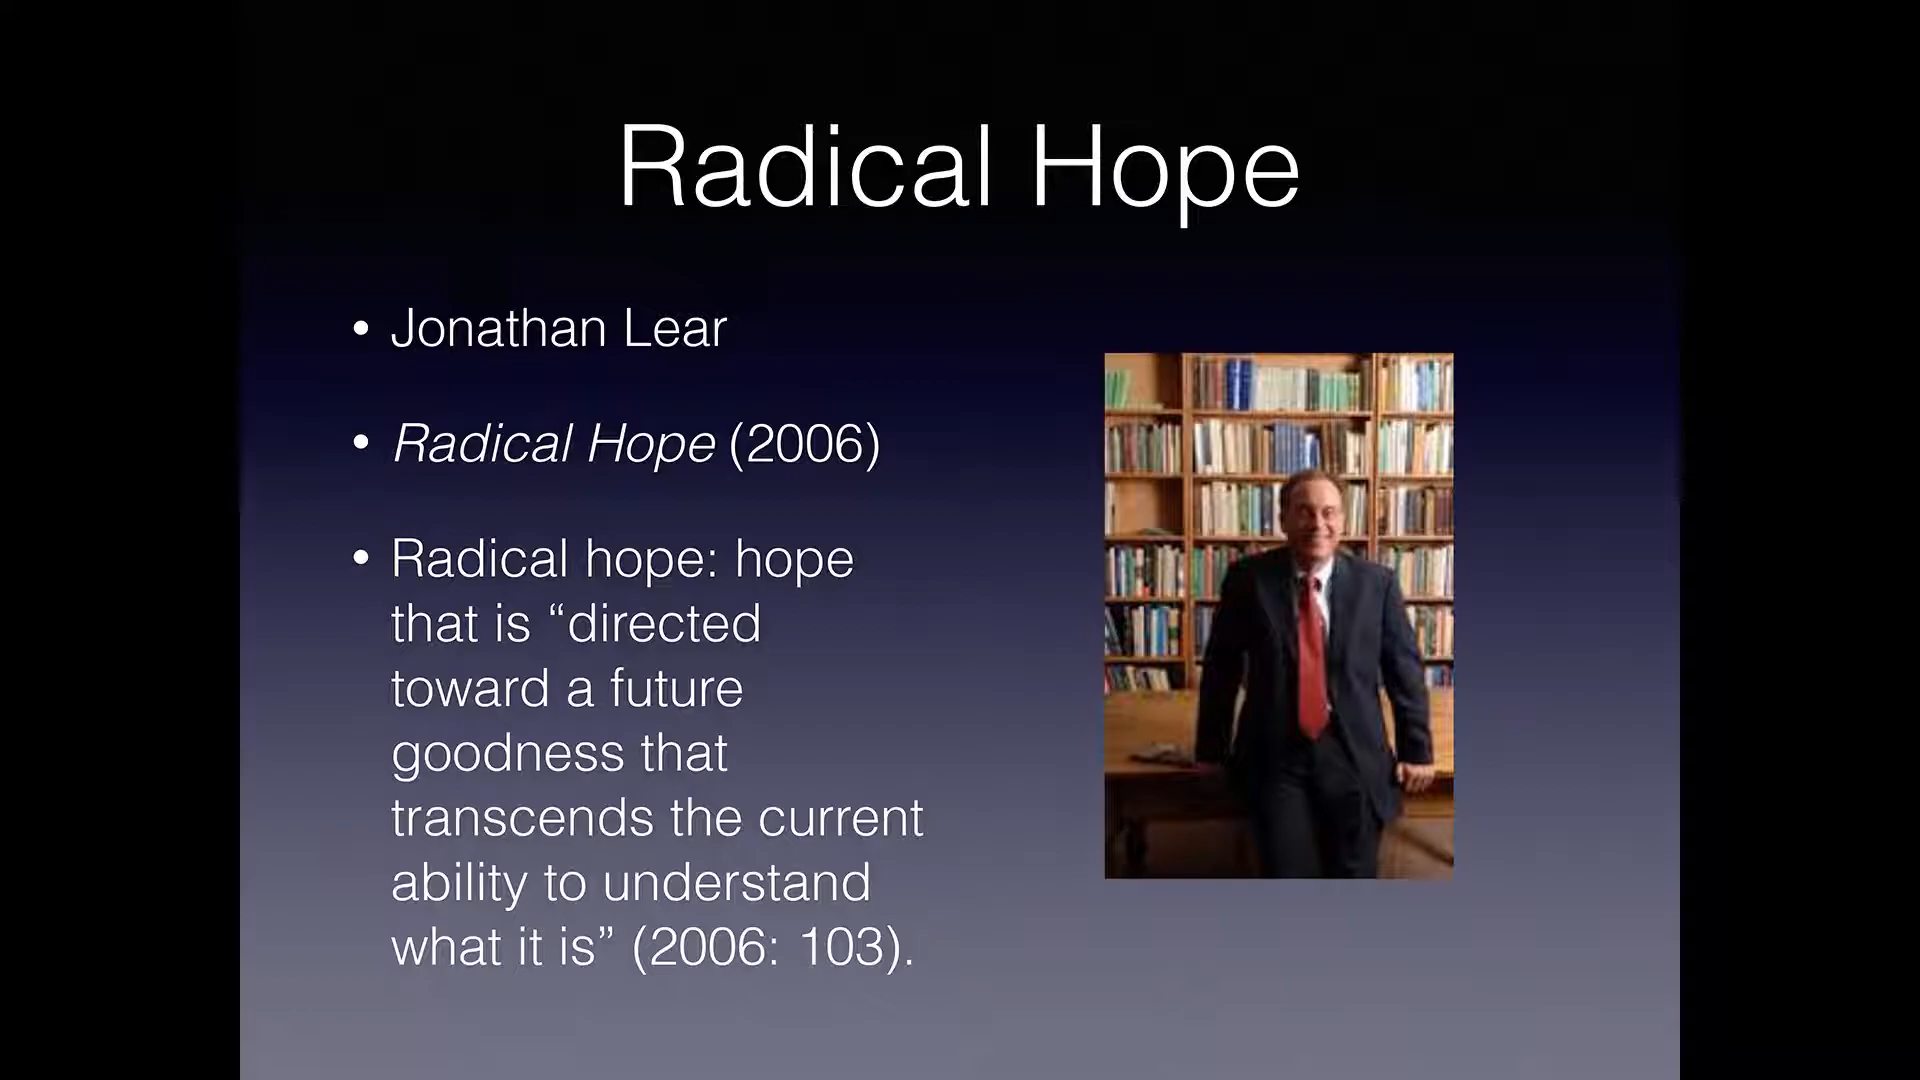 Radical Hope
• Jonathan Lear
• Radical Hope (2006)
• Radical hope: hope
that is “directed
toward a future
goodness that
transcends the current
ability to understand
what it is” (2006: 103).